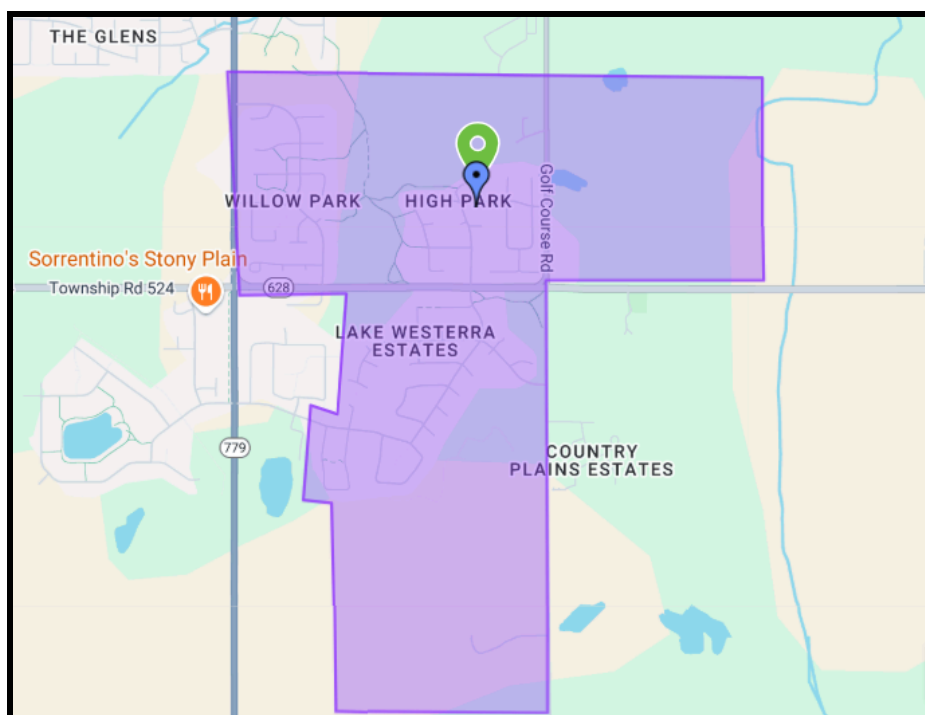 THE GLENS
WILLOW PARK
HIGH PARK
Golf Course Rd
Sorrentino's Stony Plain
Township Rd 524
628
LAKE WESTERRA
ESTATES
779
COUNTRY
PLAINS ESTATES